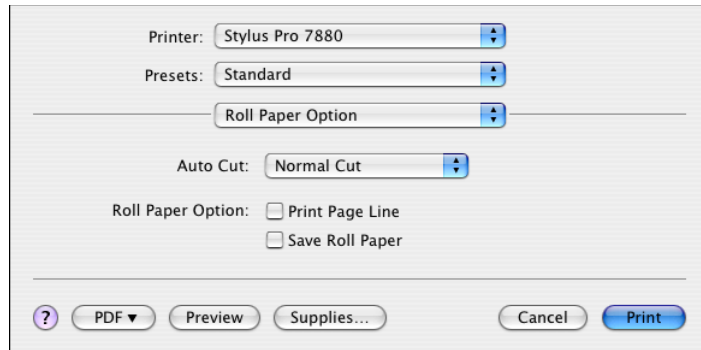 Printer: Stylus Pro 7880
Presets: Standard
Roll Paper Option
Auto Cut: Normal Cut
Roll Paper Option: Print Page Line
Save Roll Paper
? PDF ▼ Preview Supplies... Cancel Print